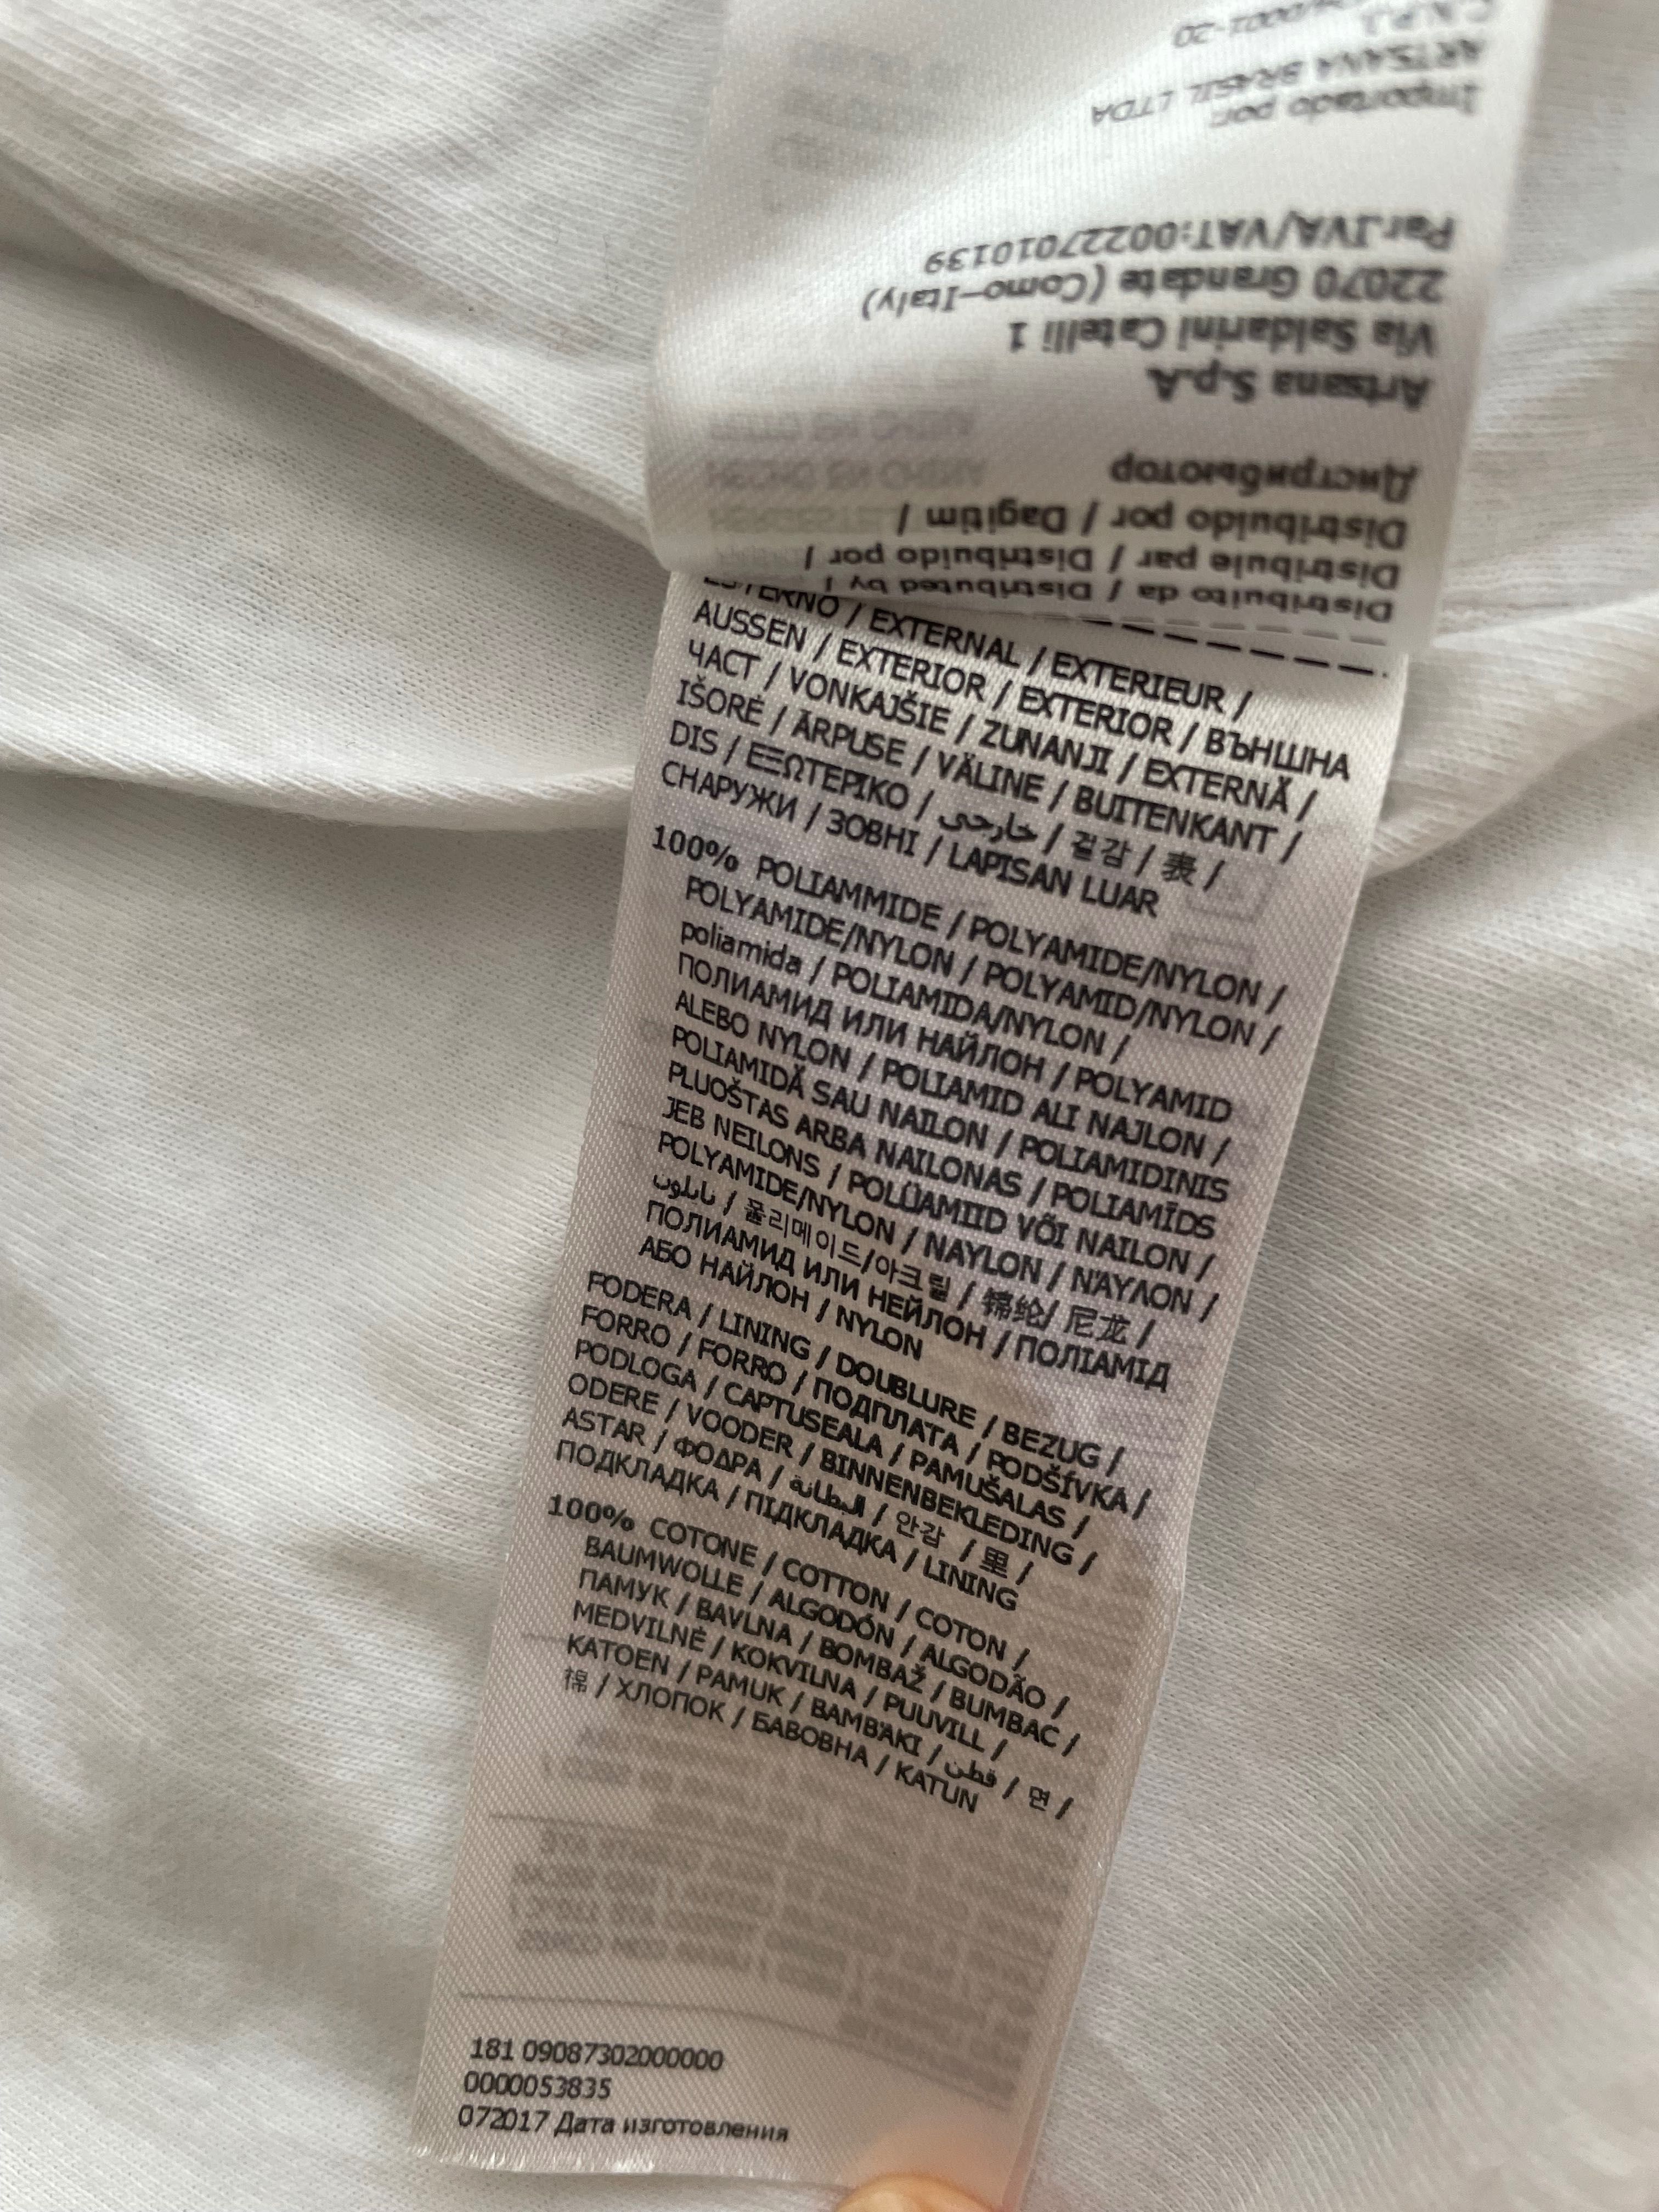 C.N.P.J.
/0001-20
ARTSANA BRASIL LTDA
Importado por:
Par.IVA/VAT:00227010139
22070 Grandate (Como-Italy)
Via Saldarini Catelli 1
Artsana S.p.A
Дистрибьютор
Distribuido por / Dagitim /
Distribuie par / Distribuido por /
Distribuito da / Distributed by /
ESTERNO / EXTERNAL / EXTERIEUR /
AUSSEN / EXTERIOR / EXTERIOR / ВЪНШНА
ЧАСТ / VONKAJŠIE / ZUNANJI / EXTERNĂ /
IŠORĖ / ĀRPUSE / VÄLINE / BUITENKANT /
DIS / ΕΞΩΤΕΡΙΚΟ / خارجي / 겉감 / 表 /
СНАРУЖИ / ЗОВНІ / LAPISAN LUAR
100% POLIAMMIDE / POLYAMIDE/NYLON /
POLYAMIDE/NYLON / POLYAMID/NYLON /
poliamida / POLIAMIDA/NYLON /
ПОЛИАМИД ИЛИ НАЙЛОН / POLYAMID
ALEBO NYLON / POLIAMID ALI NAJLON /
POLIAMIDĂ SAU NAILON / POLIAMIDINIS
PLUOŠTAS ARBA NAILONAS / POLIAMĪDS
JEB NEILONS / POLÜAMIID VÕI NAILON /
POLYAMIDE/NYLON / NAYLON / ΝΆΥΛΟΝ /
نايلون / 폴리메이드/아크릴 / 锦纶/ 尼龙 /
ПОЛИАМИД ИЛИ НЕЙЛОН / ПОЛІАМІД
АБО НАЙЛОН / NYLON
FODERA / LINING / DOUBLURE / BEZUG /
FORRO / FORRO / ПОДПЛАТА / PODŠÍVKA /
PODLOGA / CAPTUSEALA / PAMUŠALAS /
ODERE / VOODER / BINNENBEKLEDING /
ASTAR / ΦΟΔΡΑ / البطانة / 안감 / 里 /
ПОДКЛАДКА / ПІДКЛАДКА / LINING
100% COTONE / COTTON / COTON /
BAUMWOLLE / ALGODÓN / ALGODÃO /
ПАМУК / BAVLNA / BOMBAŽ / BUMBAC /
MEDVILNĖ / KOKVILNA / PUUVILL /
KATOEN / PAMUK / ΒΑΜΒΆΚΙ / قطن / 면 /
棉 / ХЛОПОК / БАВОВНА / KATUN
181 09087302000000
0000053835
072017 Дата изготовления